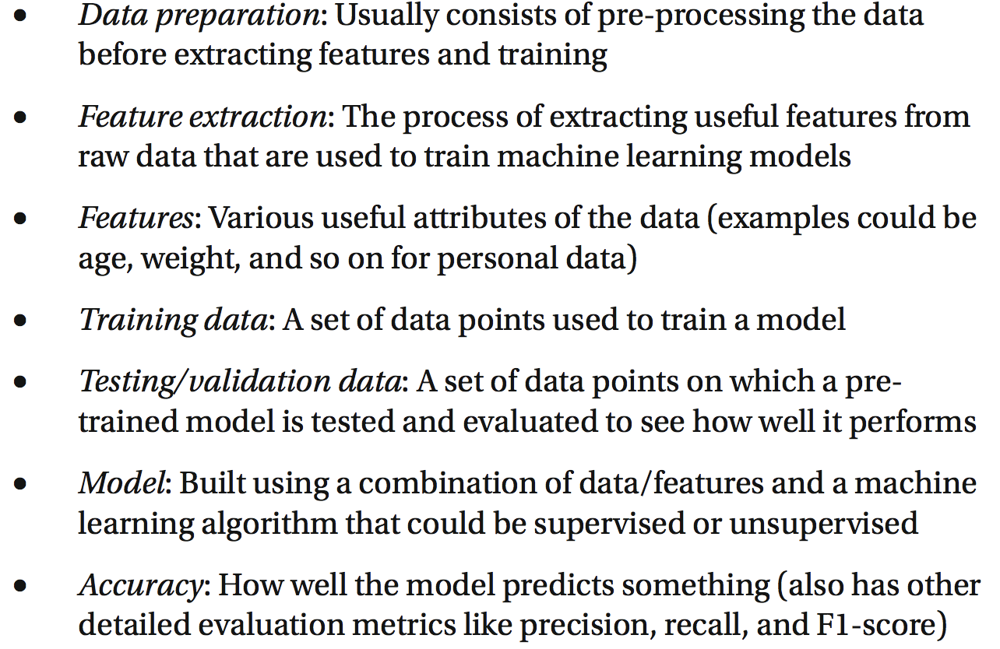 • Data preparation: Usually consists of pre-processing the data
before extracting features and training
• Feature extraction: The process of extracting useful features from
raw data that are used to train machine learning models
• Features: Various useful attributes of the data (examples could be
age, weight, and so on for personal data)
• Training data: A set of data points used to train a model
• Testing/validation data: A set of data points on which a pre-
trained model is tested and evaluated to see how well it performs
• Model: Built using a combination of data/features and a machine
learning algorithm that could be supervised or unsupervised
• Accuracy: How well the model predicts something (also has other
detailed evaluation metrics like precision, recall, and F1-score)